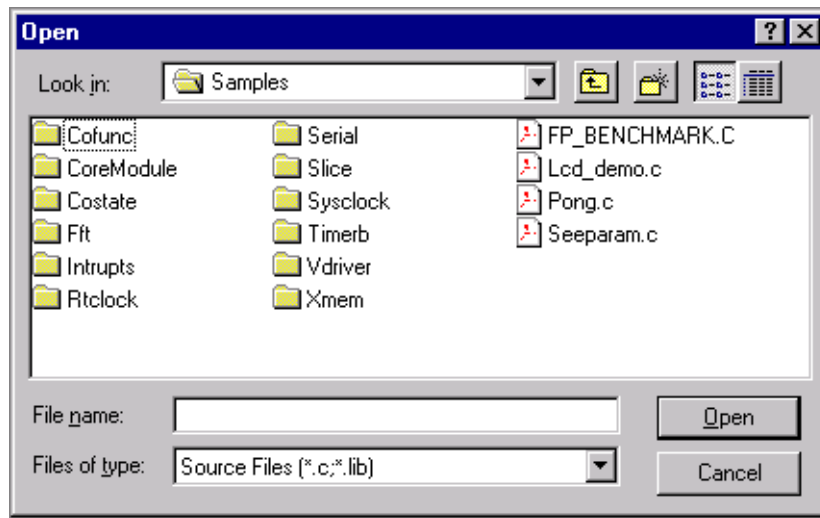 Open
Look in: Samples
Cofunc Serial FP_BENCHMARK.C
CoreModule Slice Lcd_demo.c
Costate Sysclock Pong.c
Fft Timerb Seeparam.c
Intrupts Vdriver
Rtclock Xmem
File name: Open
Files of type: Source Files (*.c;*.lib) Cancel